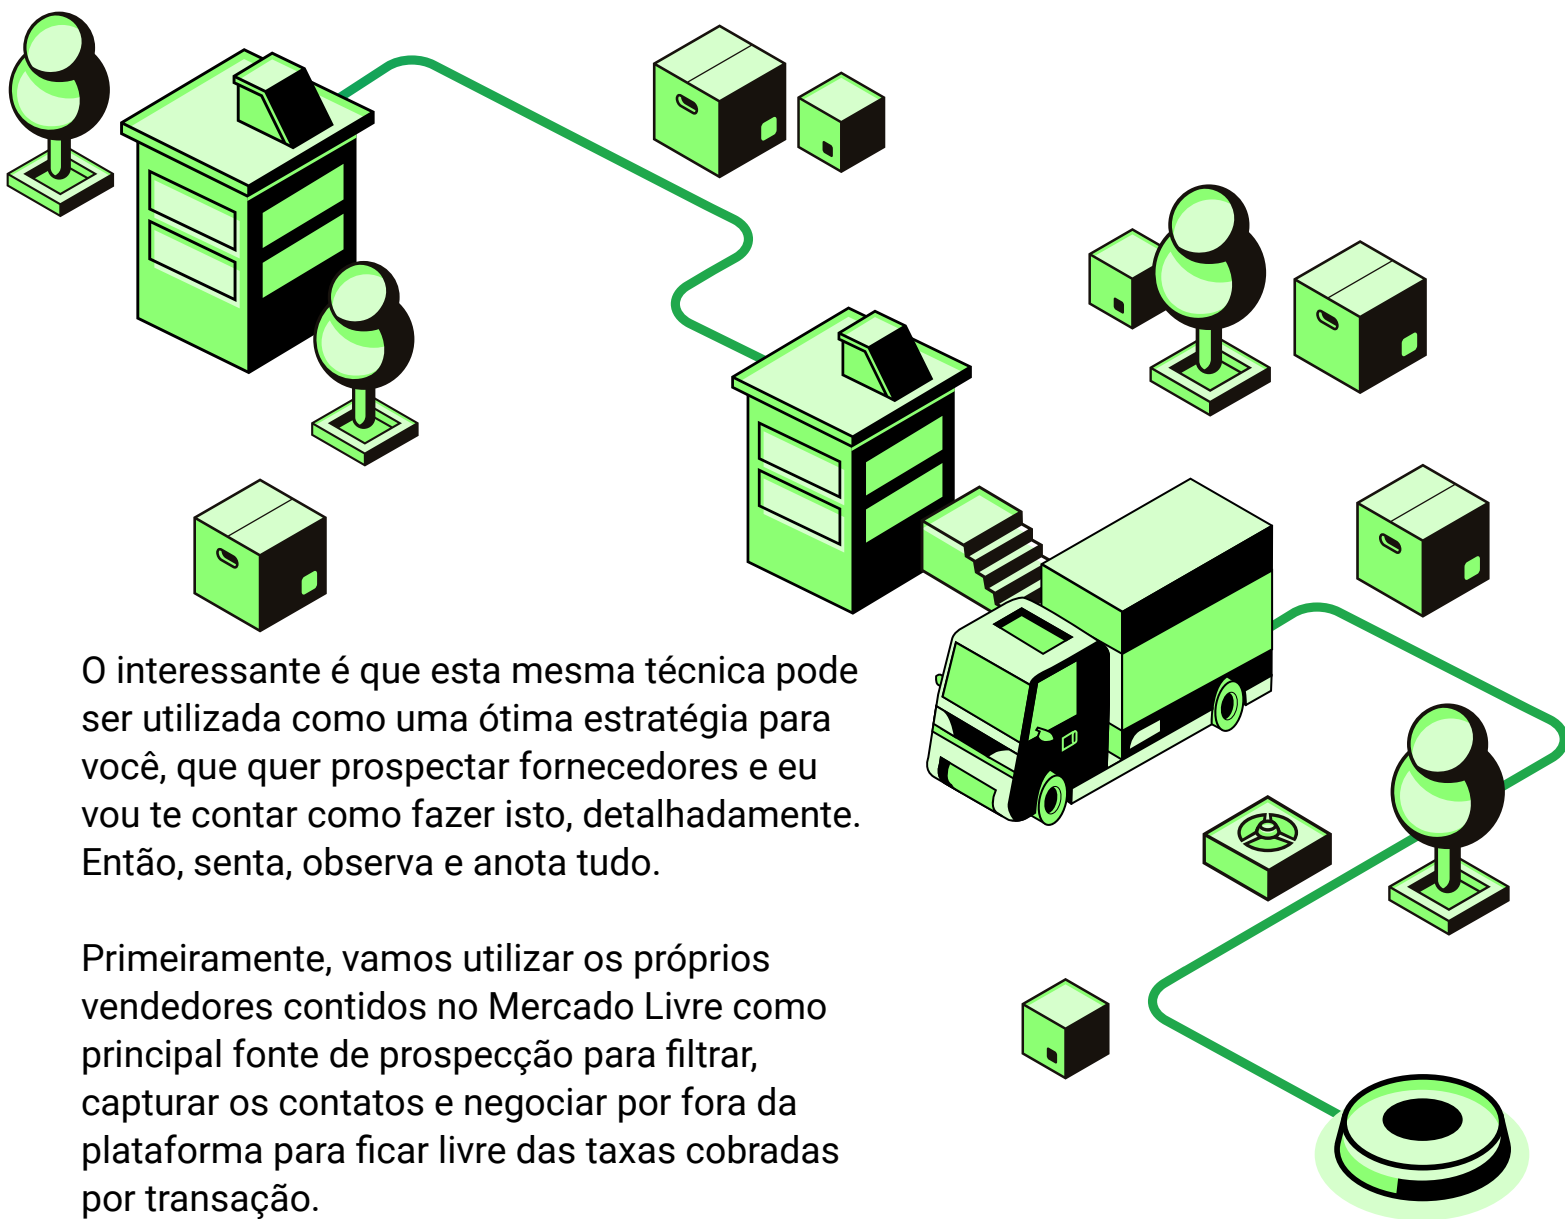 O interessante é que esta mesma técnica pode
ser utilizada como uma ótima estratégia para
você, que quer prospectar fornecedores e eu
vou te contar como fazer isto, detalhadamente.
Então, senta, observa e anota tudo.
Primeiramente, vamos utilizar os próprios
vendedores contidos no Mercado Livre como
principal fonte de prospecção para filtrar,
capturar os contatos e negociar por fora da
plataforma para ficar livre das taxas cobradas
por transação.